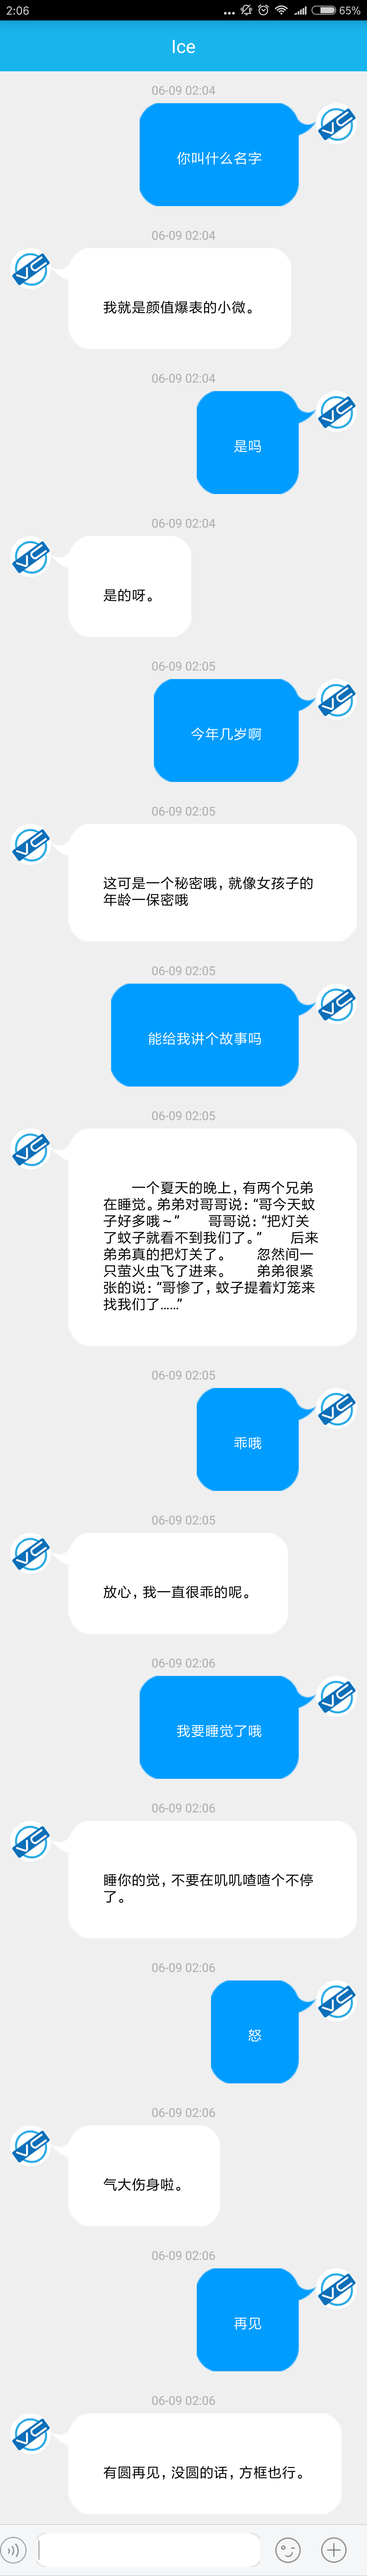 2:06
65%
Ice
06-09 02:04
你叫什么名字
06-09 02:04
我就是颜值爆表的小微。
06-09 02:04
是吗
06-09 02:04
是的呀。
06-09 02:05
今年几岁啊
06-09 02:05
这可是一个秘密哦, 就像女孩子的
年龄一保密哦
06-09 02:05
能给我讲个故事吗
06-09 02:05
一个夏天的晚上, 有两个兄弟
在睡觉。弟弟对哥哥说: “哥今天蚊
子好多哦～” 哥哥说: “把灯关
了蚊子就看不到我们了。” 后来
弟弟真的把灯关了。 忽然间一
只萤火虫飞了进来。 弟弟很紧
张的说: “哥惨了, 蚊子提着灯笼来
找我们了……”
06-09 02:05
乖哦
06-09 02:05
放心, 我一直很乖的呢。
06-09 02:06
我要睡觉了哦
06-09 02:06
睡你的觉, 不要在叽叽喳喳个不停
了。
06-09 02:06
怒
06-09 02:06
气大伤身啦。
06-09 02:06
再见
06-09 02:06
有圆再见, 没圆的话, 方框也行。